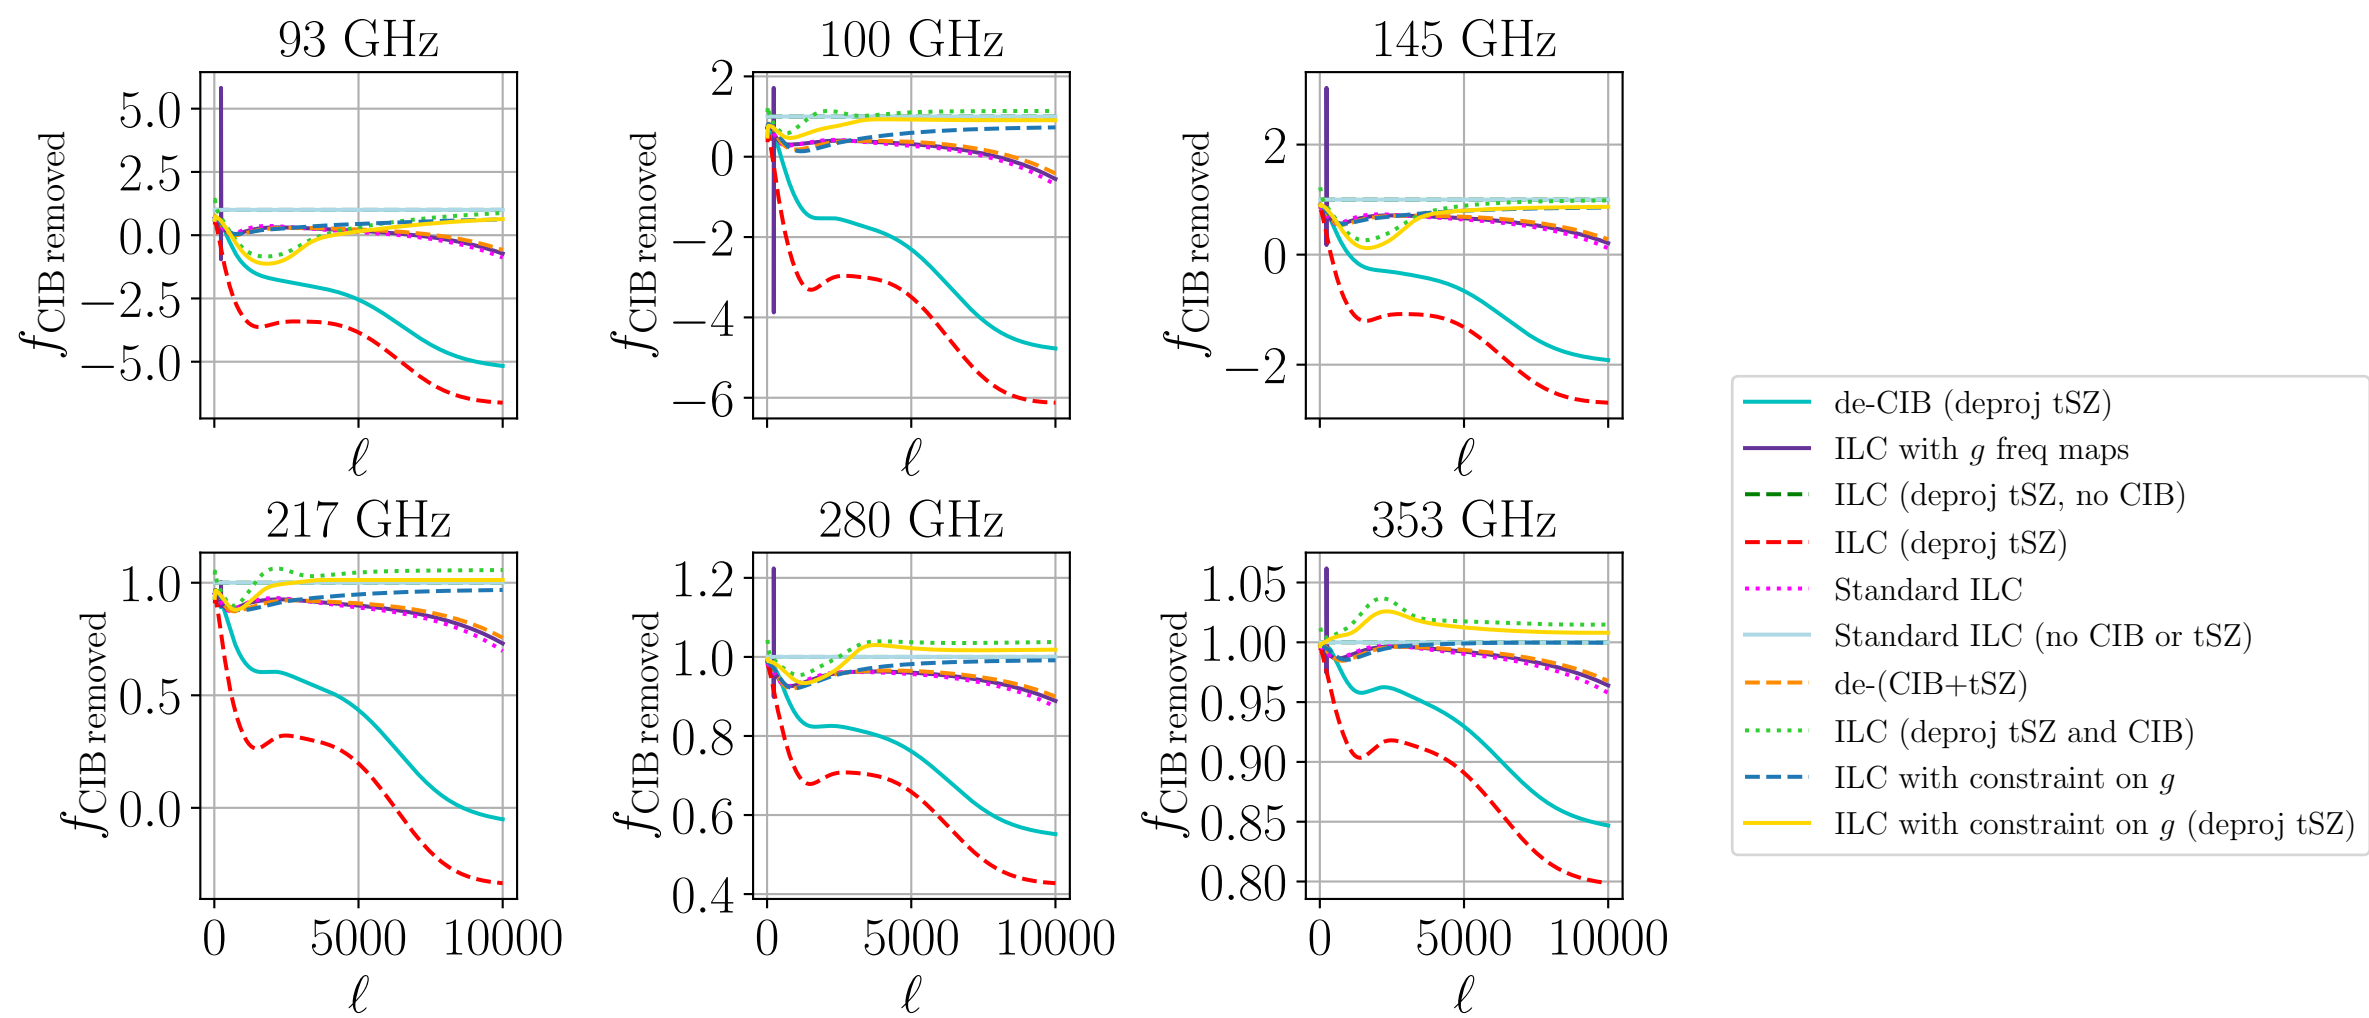 93 GHz
100 GHz
145 GHz
5.0
2.5
0.0
−2.5
−5.0
f CIB removed
ℓ
2
0
−2
−4
−6
f CIB removed
ℓ
2
0
−2
f CIB removed
ℓ
217 GHz
280 GHz
353 GHz
1.0
0.5
0.0
f CIB removed
0 5000 10000
ℓ
1.2
1.0
0.8
0.6
0.4
f CIB removed
0 5000 10000
ℓ
1.05
1.00
0.95
0.90
0.85
0.80
f CIB removed
0 5000 10000
ℓ
de-CIB (deproj tSZ)
ILC with g freq maps
ILC (deproj tSZ, no CIB)
ILC (deproj tSZ)
Standard ILC
Standard ILC (no CIB or tSZ)
de-(CIB+tSZ)
ILC (deproj tSZ and CIB)
ILC with constraint on g
ILC with constraint on g (deproj tSZ)